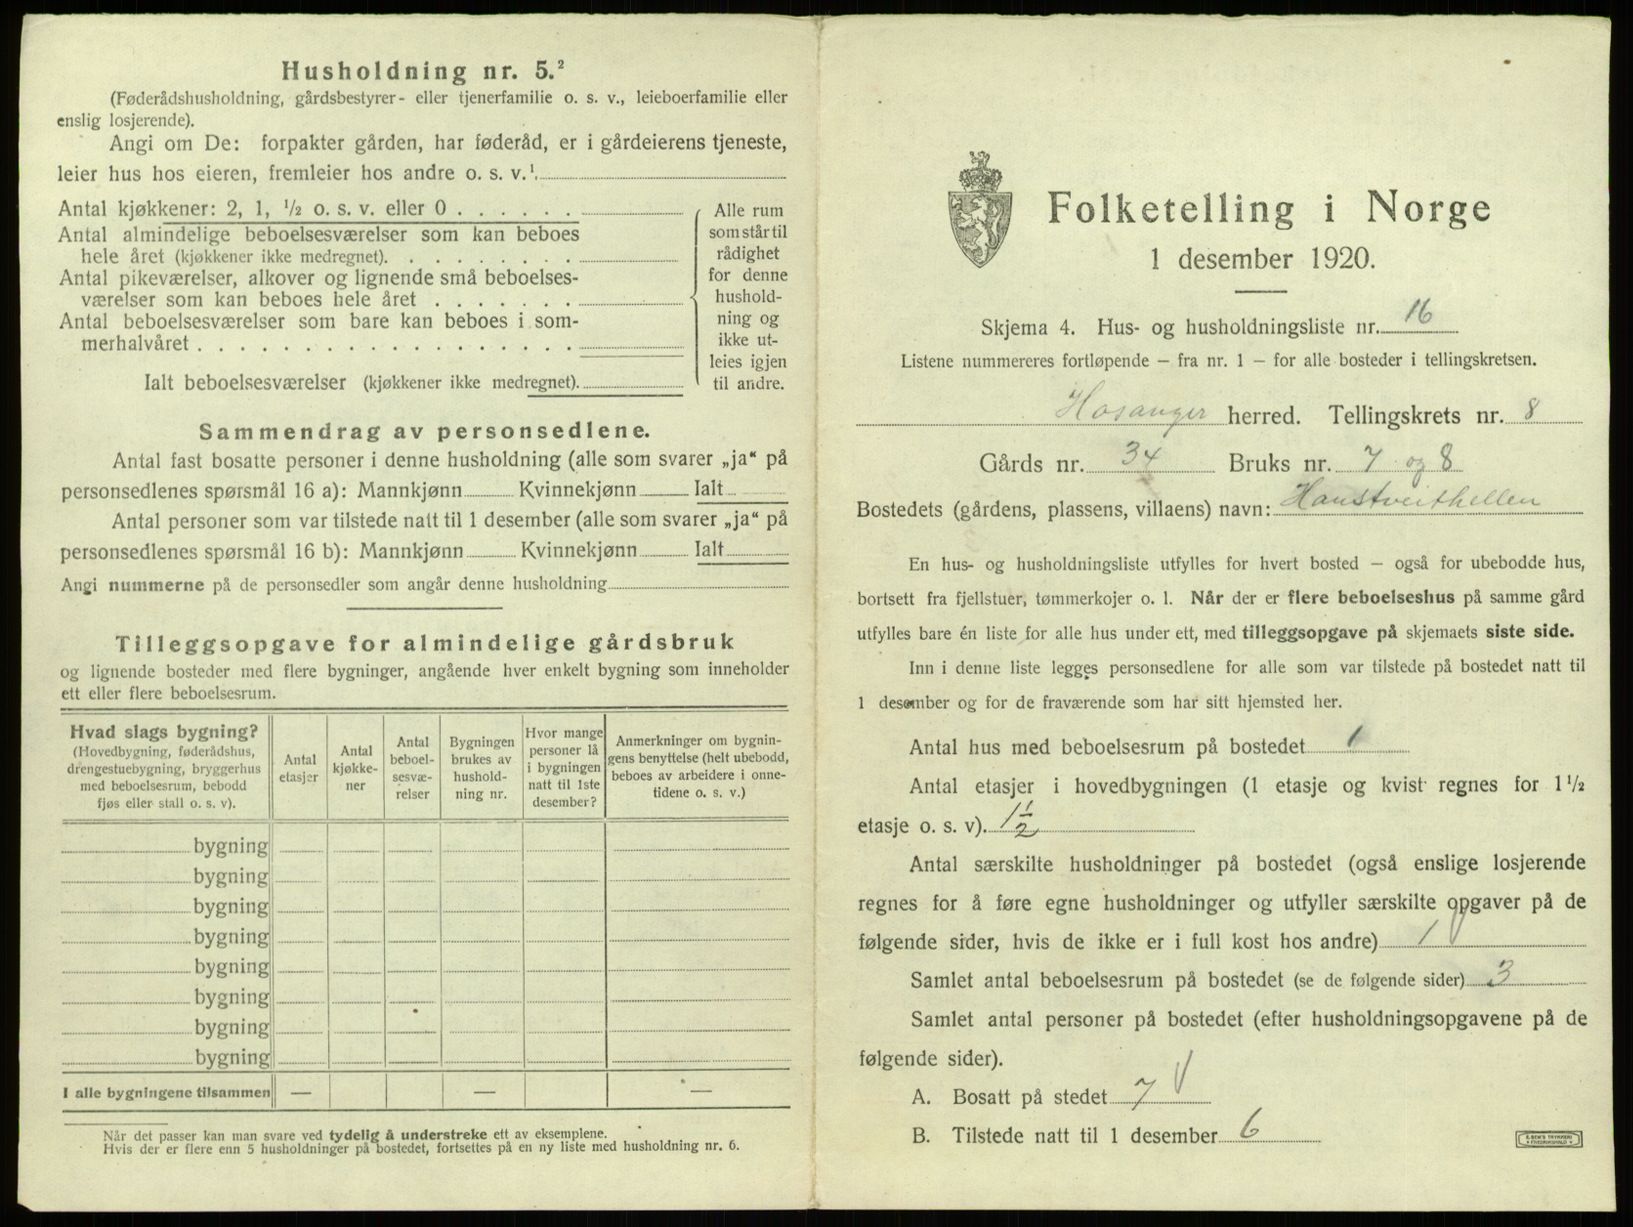 Husholdning nr. 5.²
(Føderådshusholdning, gårdsbestyrer- eller tjenerfamilie o. s. v., leieboerfamilie eller
enslig losjerende).
Angi om De: forpakter gården, har føderåd, er i gårdeierens tjeneste,
leier hus hos eieren, fremleier hos andre o. s. v.¹
Antal kjøkkener: 2, 1, ½ o. s. v. eller 0
Antal almindelige beboelsesværelser som kan beboes
hele året (kjøkkener ikke medregnet).
Antal pikeværelser, alkover og lignende små beboelses-
værelser som kan beboes hele året
Antal beboelsesværelser som bare kan beboes i som-
merhalvåret
Ialt beboelsesværelser (kjøkkener ikke medregnet).
Alle rum
som står til
rådighet
for denne
hushold-
ning og
ikke ut-
leies igjen
til andre.
Sammendrag av personsedlene.
Antal fast bosatte personer i denne husholdning (alle som svarer „ja“ på
personsedlenes spørsmål 16 a): Mannkjønn Kvinnekjønn Ialt
Antal personer som var tilstede natt til 1 desember (alle som svarer „ja“ på
personsedlenes spørsmål 16 b): Mannkjønn Kvinnekjønn Ialt
Angi nummerne på de personsedler som angår denne husholdning
Tilleggsopgave for almindelige gårdsbruk
og lignende bosteder med flere bygninger, angående hver enkelt bygning som inneholder
ett eller flere beboelsesrum.
Hvad slags bygning?
(Hovedbygning, føderådshus,
drengestuebygning, bryggerhus
med beboelsesrum, bebodd
fjøs eller stall o. s. v).
Antal
etasjer
Antal
kjøkke-
ner
Antal
beboel-
sesvæ-
relser
Bygningen
brukes av
hushold-
ning nr.
Hvor mange
personer lå
i bygningen
natt til 1ste
desember?
Anmerkninger om bygnin-
gens benyttelse (helt ubebodd,
beboes av arbeidere i onne-
tidene o. s. v.)
bygning
bygning
bygning
bygning
bygning
bygning
bygning
bygning
I alle bygningene tilsammen — — —
Når det passer kan man svare ved tydelig å understreke ett av eksemplene.
Hvis der er flere enn 5 husholdninger på bostedet, fortsettes på en ny liste med husholdning nr. 6.
Folketelling i Norge
1 desember 1920.
Skjema 4. Hus- og husholdningsliste nr. 16
Listene nummereres fortløpende — fra nr. 1 — for alle bosteder i tellingskretsen.
Hosanger herred. Tellingskrets nr. 8
Gårds nr. 34 Bruks nr. 7 og 8
Bostedets (gårdens, plassens, villaens) navn: Hanstveithellen
En hus- og husholdningsliste utfylles for hvert bosted — også for ubebodde hus,
bortsett fra fjellstuer, tømmerkojer o. l. Når der er flere beboelseshus på samme gård
utfylles bare én liste for alle hus under ett, med tilleggsopgave på skjemaets siste side.
Inn i denne liste legges personsedlene for alle som var tilstede på bostedet natt til
1 desember og for de fraværende som har sitt hjemsted her.
Antal hus med beboelsesrum på bostedet 1
Antal etasjer i hovedbygningen (1 etasje og kvist regnes for 1½
etasje o. s. v). 1½
Antal særskilte husholdninger på bostedet (også enslige losjerende
regnes for å føre egne husholdninger og utfyller særskilte opgaver på de
følgende sider, hvis de ikke er i full kost hos andre) 1
Samlet antal beboelsesrum på bostedet (se de følgende sider) 3
Samlet antal personer på bostedet (efter husholdningsopgavene på de
følgende sider).
A. Bosatt på stedet 7
B. Tilstede natt til 1 desember 6